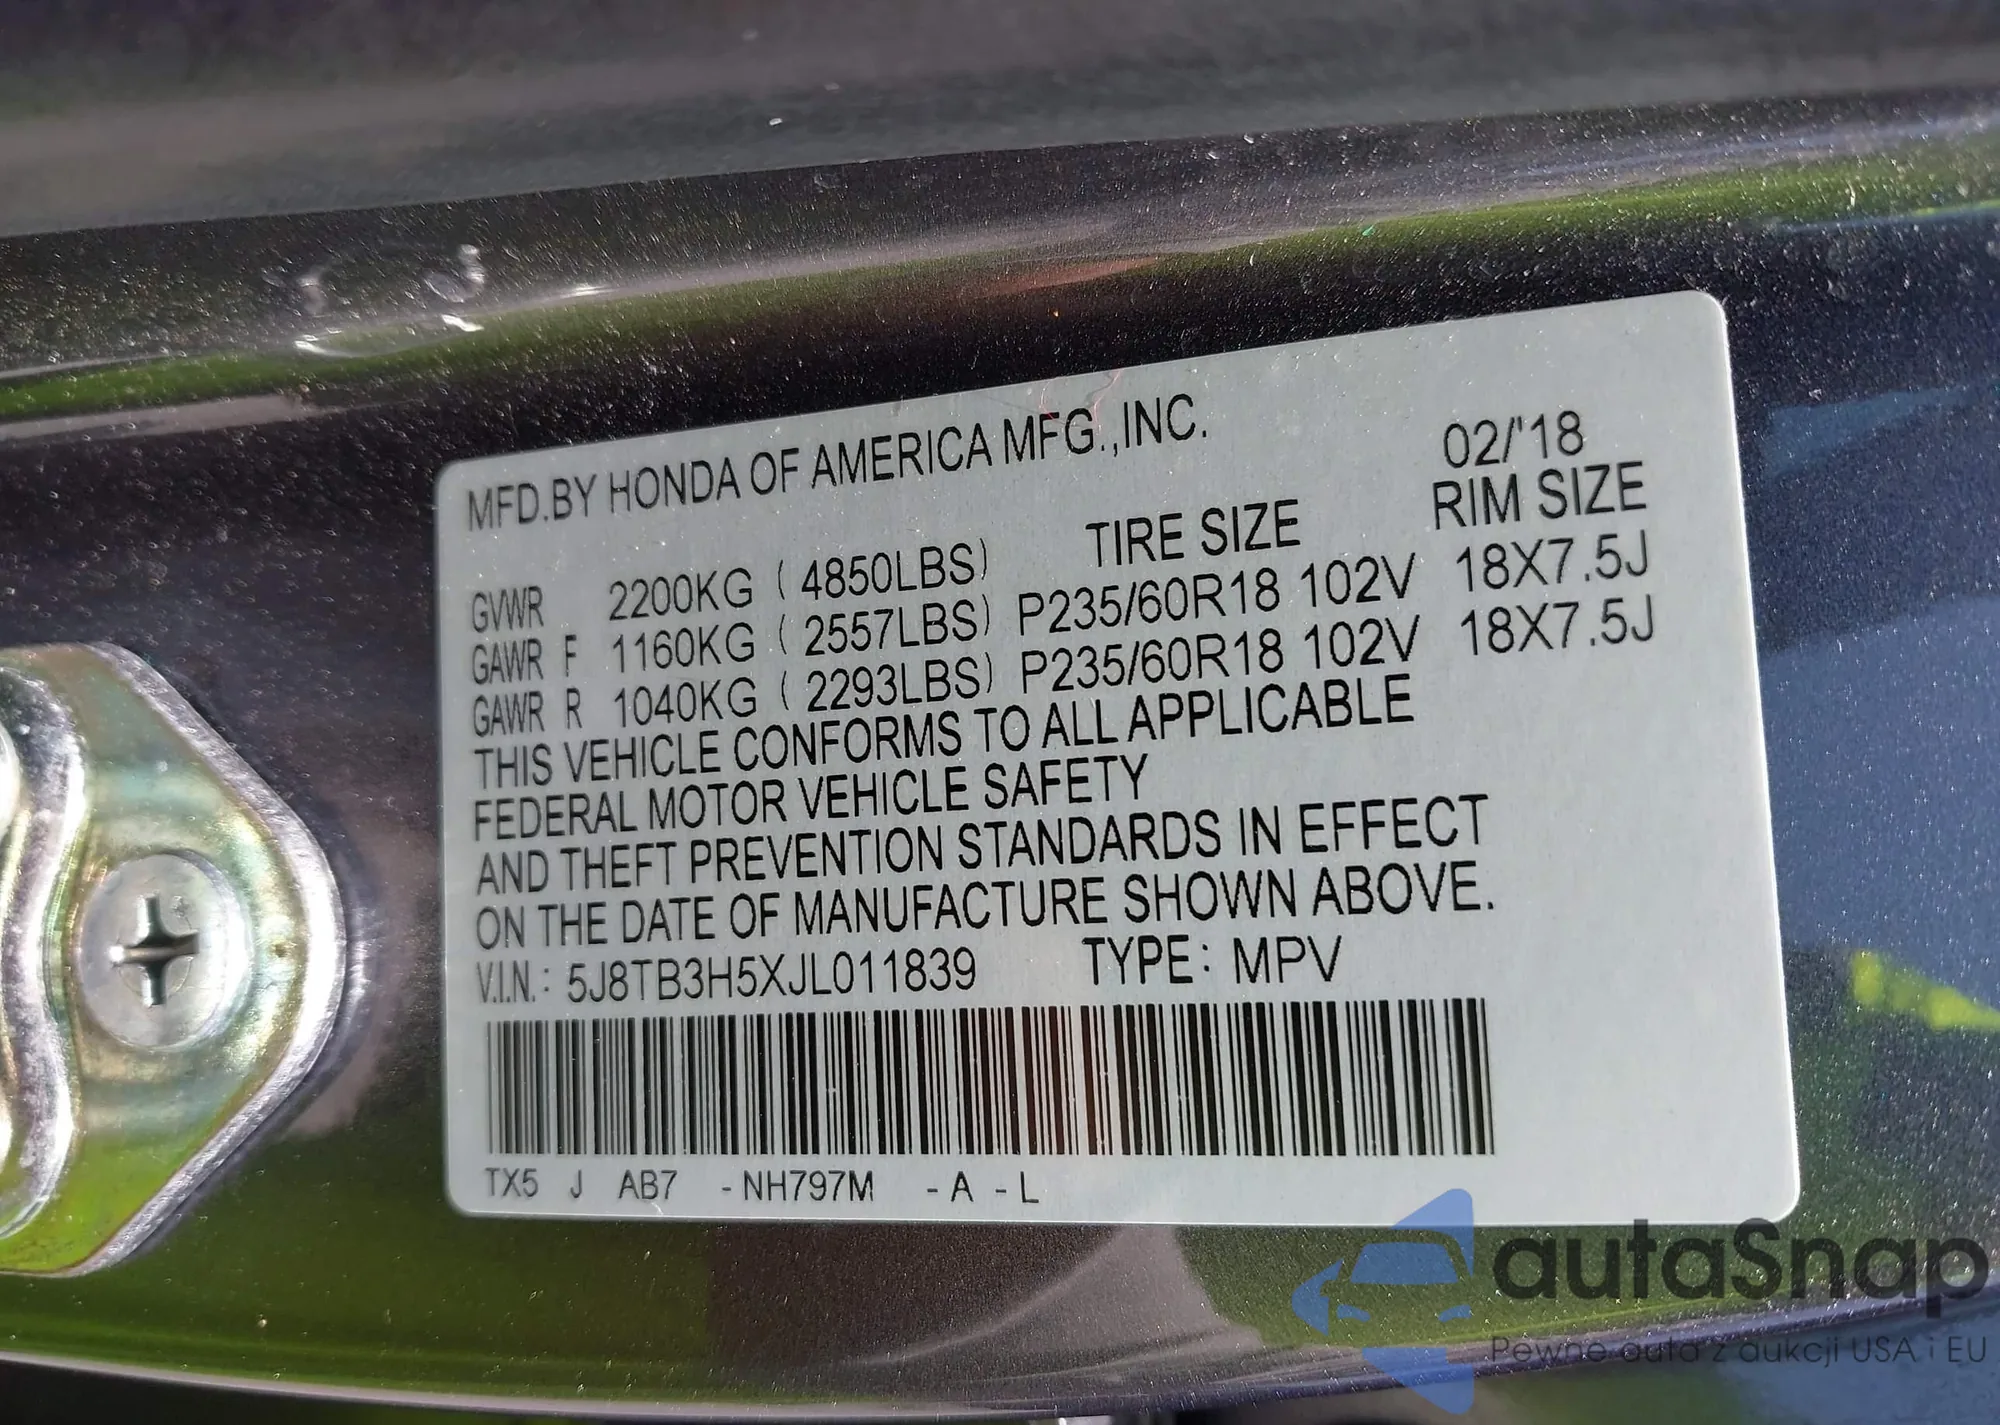 MFD.BY HONDA OF AMERICA MFG.,INC. 02/'18
TIRE SIZE RIM SIZE
GVWR 2200KG ( 4850LBS)
GAWR F 1160KG ( 2557LBS) P235/60R18 102V 18X7.5J
GAWR R 1040KG ( 2293LBS) P235/60R18 102V 18X7.5J
THIS VEHICLE CONFORMS TO ALL APPLICABLE
FEDERAL MOTOR VEHICLE SAFETY
AND THEFT PREVENTION STANDARDS IN EFFECT
ON THE DATE OF MANUFACTURE SHOWN ABOVE.
V.I.N.: 5J8TB3H5XJL011839 TYPE: MPV
TX5 J AB7 -NH797M -A -L
autaSnap
Pewne auta z aukcji USA i EU